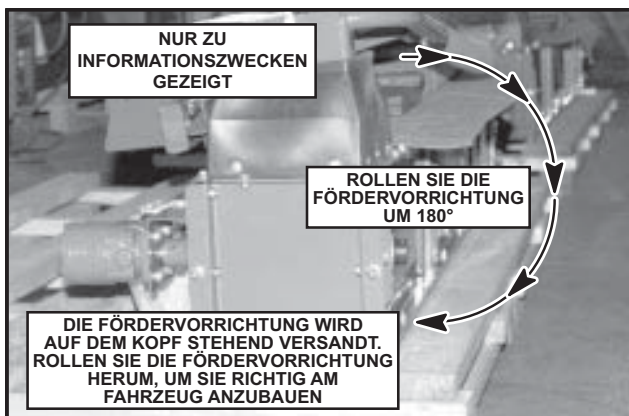 NUR ZU
INFORMATIONSZWECKEN
GEZEIGT
ROLLEN SIE DIE
FÖRDERVORRICHTUNG
UM 180°
DIE FÖRDERVORRICHTUNG WIRD
AUF DEM KOPF STEHEND VERSANDT.
ROLLEN SIE DIE FÖRDERVORRICHTUNG
HERUM, UM SIE RICHTIG AM
FAHRZEUG ANZUBAUEN